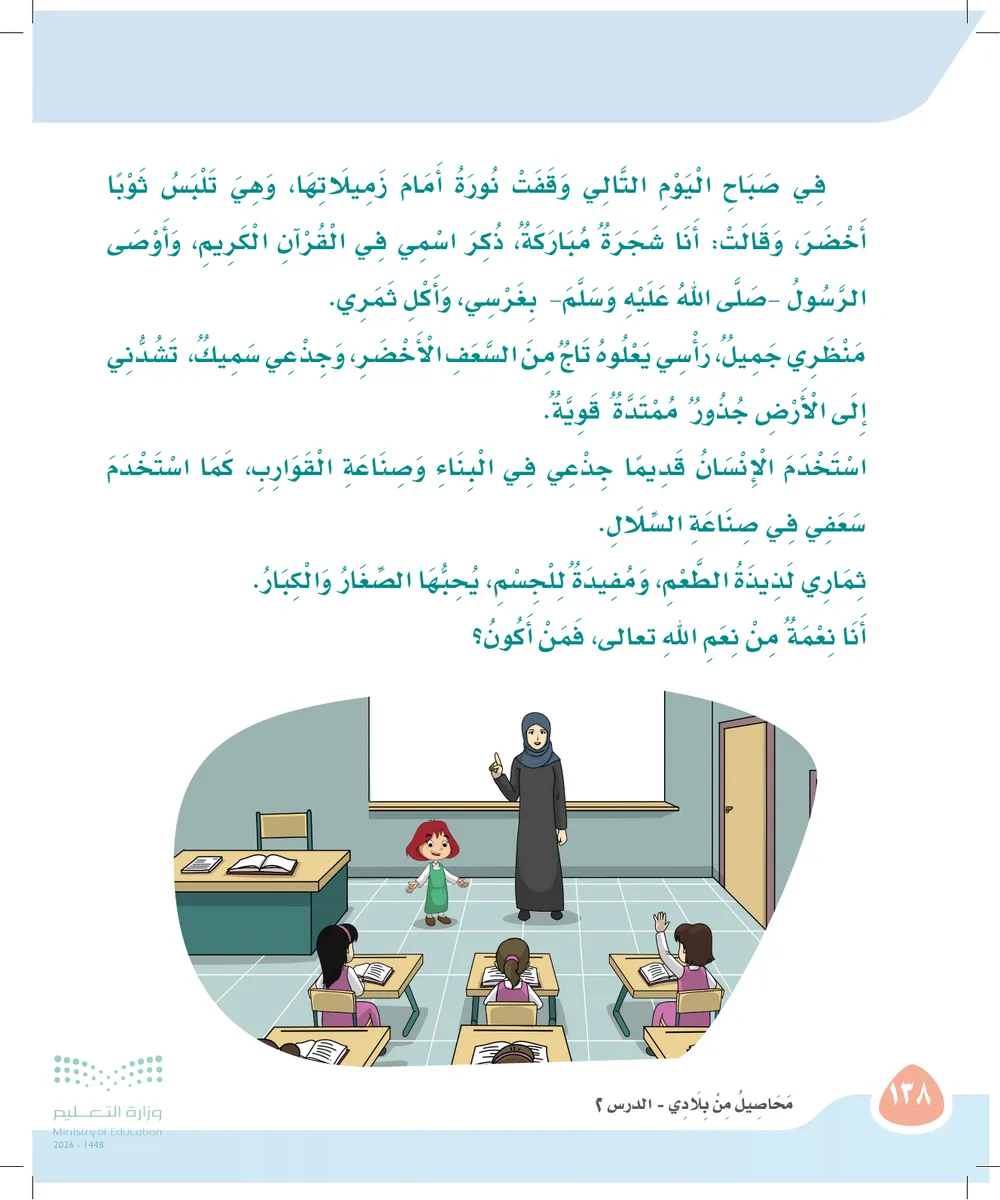 فِي صَبَاحِ الْيَوْمِ التَّالِي وَقَفَتْ نُورَةُ أَمَامَ زَمِيلَاتِهَا، وَهِيَ تَلْبَسُ ثَوْبًا
أَخْضَرَ، وَقَالَتْ: أَنَا شَجَرَةٌ مُبَارَكَةٌ، ذُكِرَ اسْمِي فِي الْقُرْآنِ الْكَرِيمِ، وَأَوْصَى
الرَّسُولُ -صَلَّى اللهُ عَلَيْهِ وَسَلَّمَ- بِغَرْسِي، وَأَكْلِ ثَمَرِي.
مَنْظَرِي جَمِيلٌ، رَأْسِي يَعْلُوهُ تَاجٌ مِنَ السَّعَفِ الْأَخْضَرِ، وَجِذْعِي سَمِيكٌ، تَشُدُّنِي
إِلَى الْأَرْضِ جُذُورٌ مُمْتَدَّةٌ قَوِيَّةٌ.
اسْتَخْدَمَ الْإِنْسَانُ قَدِيمًا جِذْعِي فِي الْبِنَاءِ وَصِنَاعَةِ الْقَوَارِبِ، كَمَا اسْتَخْدَمَ
سَعَفِي فِي صِنَاعَةِ السِّلَالِ.
ثِمَارِي لَذِيذَةُ الطَّعْمِ، وَمُفِيدَةٌ لِلْجِسْمِ، يُحِبُّهَا الصِّغَارُ وَالْكِبَارُ.
أَنَا نِعْمَةٌ مِنْ نِعَمِ اللهِ تعالى، فَمَنْ أَكُونُ؟
مَحَاصِيلُ مِنْ بِلَادِي - الدرس ٢
١٣٨
وزارة التعليم
Ministry of Education
2026 - 1448